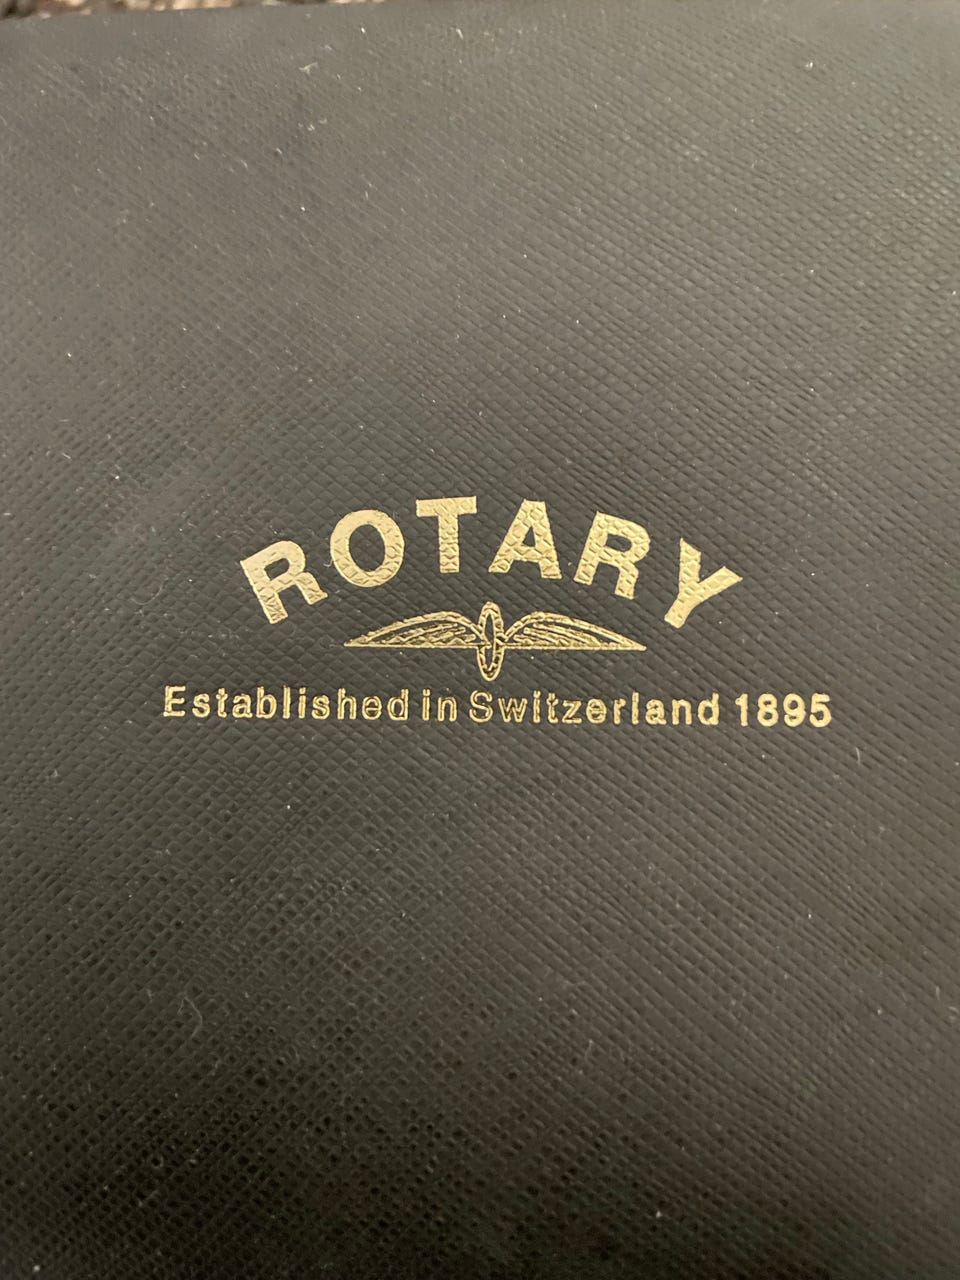 ROTARY
Established in Switzerland 1895